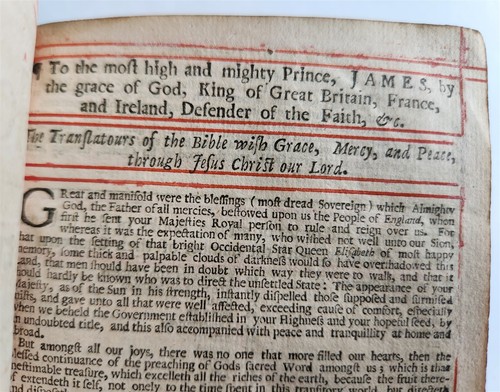 ¶ To the moſt high and mighty Prince, JAMES, by
the grace of God, King of Great Britain, France,
and Ireland, Defender of the Faith, &c.
The Tranſlatours of the Bible wiſh Grace, Mercy, and Peace,
through Jeſus Chriſt our Lord.
GReat and manifold were the bleſſings (moſt dread Sovereign) which Almighty
God, the Father of all mercies, beſtowed upon us the People of England, when
firſt he ſent your Majeſties Royal perſon to rule and reign over us. For
whereas it was the expectation of many, who wiſhed not well unto our Sion,
that upon the ſetting of that bright Occidental Star Queen Eliſabeth of moſt happy
memory, ſome thick and palpable clouds of darkneſs would ſo have overſhadowed this
Land, that men ſhould have been in doubt which way they were to walk, and that it
ſhould hardly be known who was to direct the unſetled State: The appearance of your
Majeſty, as of the Sun in his ſtrength, inſtantly diſpelled thoſe ſuppoſed and ſurmiſed
miſts, and gave unto all that were well affected, exceeding cauſe of comfort, eſpecially
when we beheld the Government eſtabliſhed in your Highneſs and your hopeful ſeed, by
an undoubted title, and this alſo accompanied with peace and tranquillity at home and
abroad.
But amongſt all our joys, there was no one that more filled our hearts, then the
bleſſed continuance of the preaching of Gods ſacred Word amongſt us; which is that
ineſtimable treaſure, which excelleth all the riches of the earth, becauſe the fruit there-
of extendeth it ſelf, not onely to the time ſpent in this tranſitory world, but directeth
and diſpoſeth